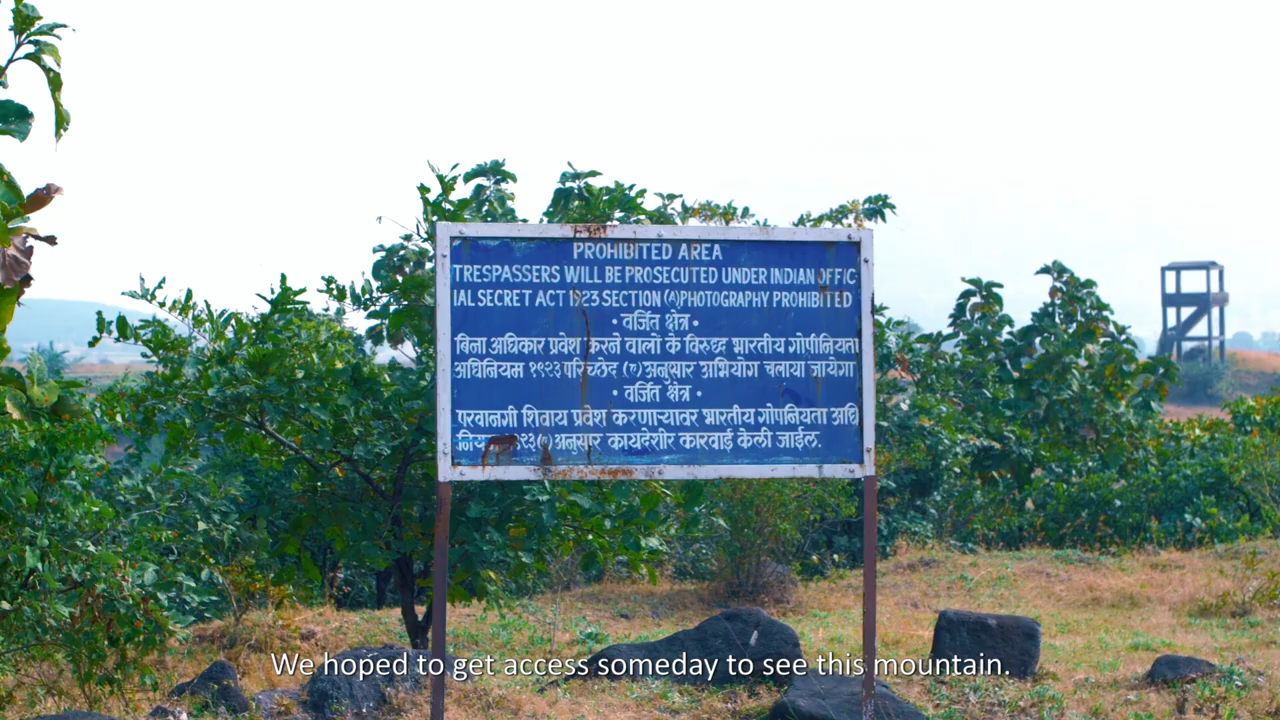 PROHIBITED AREA
TRESPASSERS WILL BE PROSECUTED UNDER INDIAN OFFIC
IAL SECRET ACT 1923 SECTION (A) PHOTOGRAPHY PROHIBITED
• वर्जित क्षेत्र •
बिना अधिकार प्रवेश करने वालों के विरुध्द भारतीय गोपनियता
अधिनियम १९२३ परिच्छेद (ए) अनुसार अभियोग चलाया जायेगा
• वर्जित क्षेत्र •
परवानगी शिवाय प्रवेश करणाऱ्यावर भारतीय गोपनियता अधि
अनुसार कायदेशीर कारवाई केली जाईल.
We hoped to get access someday to see this mountain.